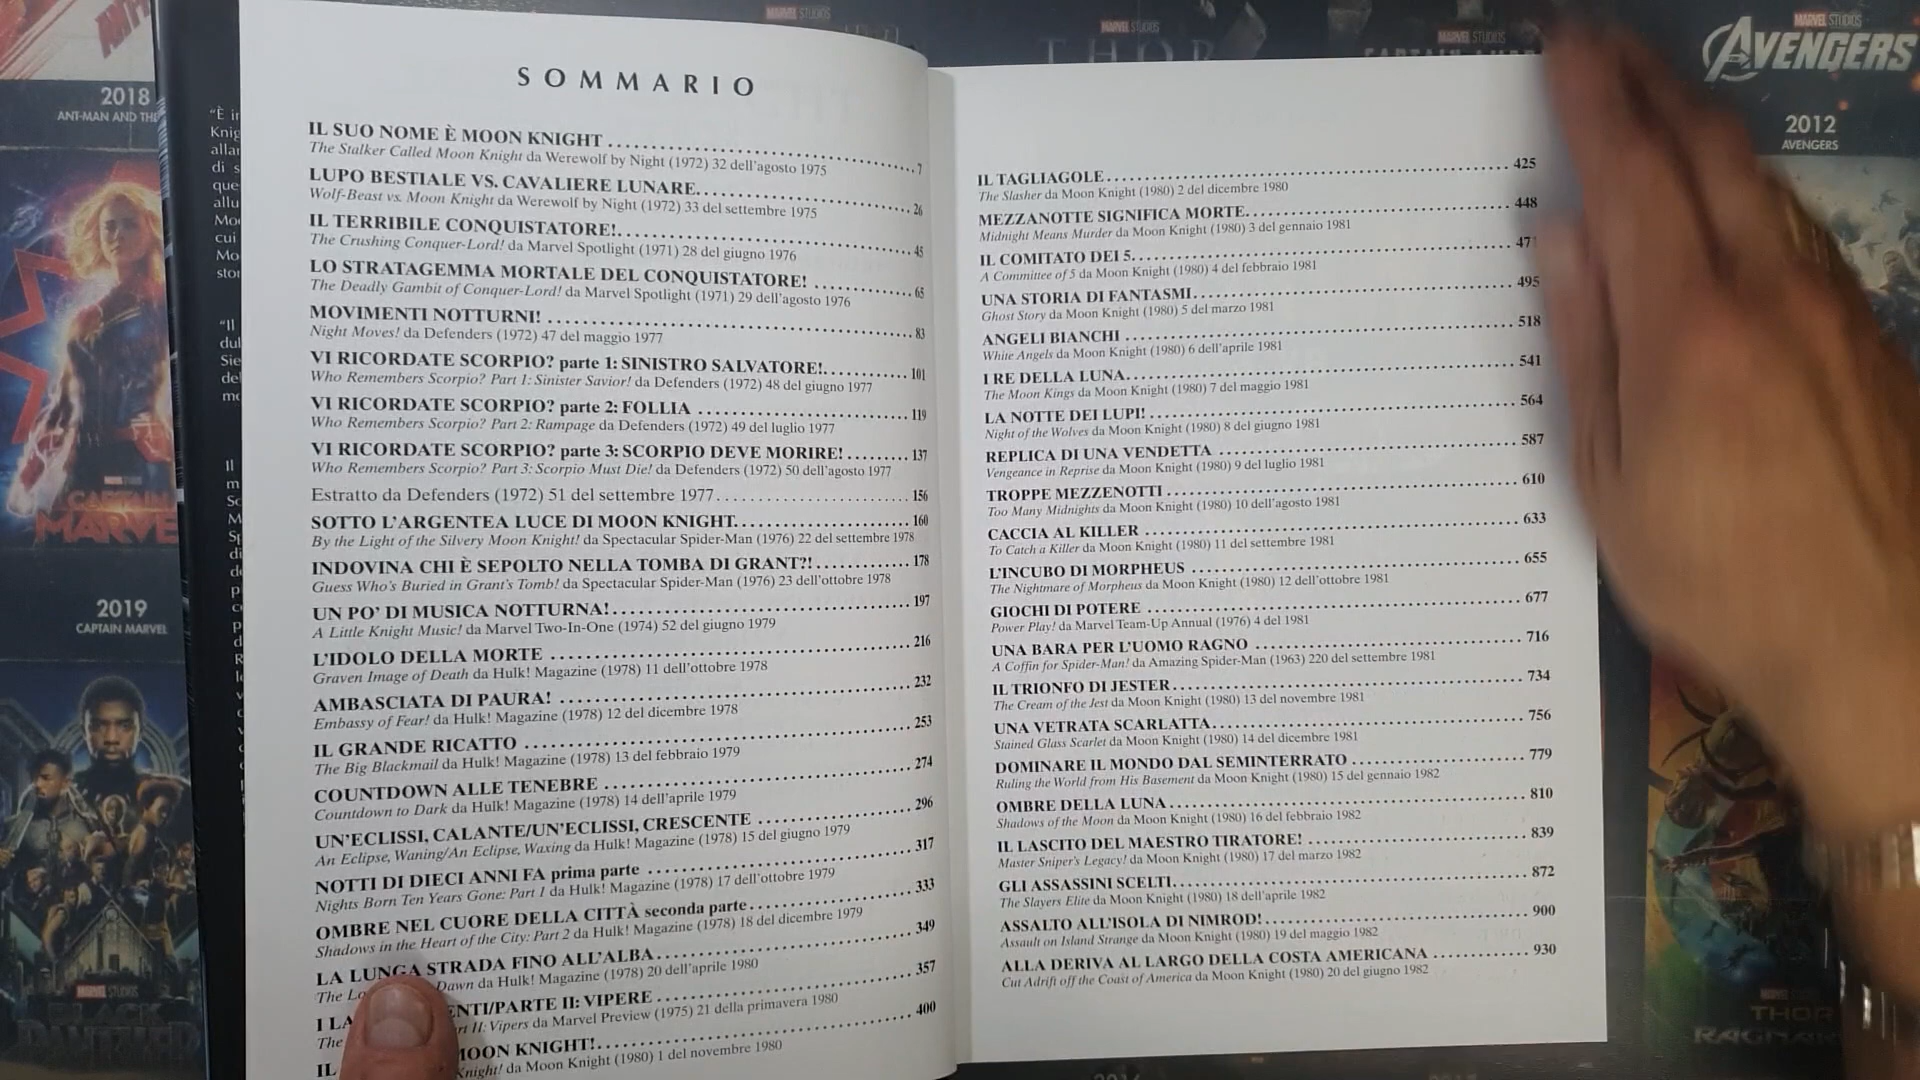 SOMMARIO
IL SUO NOME È MOON KNIGHT 7
The Stalker Called Moon Knight da Werewolf by Night (1972) 32 dell'agosto 1975
LUPO BESTIALE VS. CAVALIERE LUNARE 26
Wolf-Beast vs. Moon Knight da Werewolf by Night (1972) 33 del settembre 1975
IL TERRIBILE CONQUISTATORE! 45
The Crushing Conquer-Lord! da Marvel Spotlight (1971) 28 del giugno 1976
LO STRATAGEMMA MORTALE DEL CONQUISTATORE! 65
The Deadly Gambit of Conquer-Lord! da Marvel Spotlight (1971) 29 dell'agosto 1976
MOVIMENTI NOTTURNI! 83
Night Moves! da Defenders (1972) 47 del maggio 1977
VI RICORDATE SCORPIO? parte 1: SINISTRO SALVATORE! 101
Who Remembers Scorpio? Part 1: Sinister Savior! da Defenders (1972) 48 del giugno 1977
VI RICORDATE SCORPIO? parte 2: FOLLIA 119
Who Remembers Scorpio? Part 2: Rampage da Defenders (1972) 49 del luglio 1977
VI RICORDATE SCORPIO? parte 3: SCORPIO DEVE MORIRE! 137
Who Remembers Scorpio? Part 3: Scorpio Must Die! da Defenders (1972) 50 dell'agosto 1977
Estratto da Defenders (1972) 51 del settembre 1977 156
SOTTO L'ARGENTEA LUCE DI MOON KNIGHT 160
By the Light of the Silvery Moon Knight! da Spectacular Spider-Man (1976) 22 del settembre 1978
INDOVINA CHI È SEPOLTO NELLA TOMBA DI GRANT?! 178
Guess Who's Buried in Grant's Tomb! da Spectacular Spider-Man (1976) 23 dell'ottobre 1978
UN PO' DI MUSICA NOTTURNA! 197
A Little Knight Music! da Marvel Two-In-One (1974) 52 del giugno 1979
L'IDOLO DELLA MORTE 216
Graven Image of Death da Hulk! Magazine (1978) 11 dell'ottobre 1978
AMBASCIATA DI PAURA! 232
Embassy of Fear! da Hulk! Magazine (1978) 12 del dicembre 1978
IL GRANDE RICATTO 253
The Big Blackmail da Hulk! Magazine (1978) 13 del febbraio 1979
COUNTDOWN ALLE TENEBRE 274
Countdown to Dark da Hulk! Magazine (1978) 14 dell'aprile 1979
UN'ECLISSI, CALANTE/UN'ECLISSI, CRESCENTE 296
An Eclipse, Waning/An Eclipse, Waxing da Hulk! Magazine (1978) 15 del giugno 1979
NOTTI DI DIECI ANNI FA prima parte 317
Nights Born Ten Years Gone: Part 1 da Hulk! Magazine (1978) 17 dell'ottobre 1979
OMBRE NEL CUORE DELLA CITTÀ seconda parte 333
Shadows in the Heart of the City: Part 2 da Hulk! Magazine (1978) 18 del dicembre 1979
LA LUNGA STRADA FINO ALL'ALBA 349
The Lo Dawn da Hulk! Magazine (1978) 20 dell'aprile 1980
I LA ENTI/PARTE II: VIPERE 357
The rt II: Vipers da Marvel Preview (1975) 21 della primavera 1980
IL MOON KNIGHT! 400
Knight! da Moon Knight (1980) 1 del novembre 1980
IL TAGLIAGOLE 425
The Slasher da Moon Knight (1980) 2 del dicembre 1980
MEZZANOTTE SIGNIFICA MORTE 448
Midnight Means Murder da Moon Knight (1980) 3 del gennaio 1981
IL COMITATO DEI 5 47
A Committee of 5 da Moon Knight (1980) 4 del febbraio 1981
UNA STORIA DI FANTASMI 495
Ghost Story da Moon Knight (1980) 5 del marzo 1981
ANGELI BIANCHI 518
White Angels da Moon Knight (1980) 6 dell'aprile 1981
I RE DELLA LUNA 541
The Moon Kings da Moon Knight (1980) 7 del maggio 1981
LA NOTTE DEI LUPI! 564
Night of the Wolves da Moon Knight (1980) 8 del giugno 1981
REPLICA DI UNA VENDETTA 587
Vengeance in Reprise da Moon Knight (1980) 9 del luglio 1981
TROPPE MEZZENOTTI 610
Too Many Midnights da Moon Knight (1980) 10 dell'agosto 1981
CACCIA AL KILLER 633
To Catch a Killer da Moon Knight (1980) 11 del settembre 1981
L'INCUBO DI MORPHEUS 655
The Nightmare of Morpheus da Moon Knight (1980) 12 dell'ottobre 1981
GIOCHI DI POTERE 677
Power Play! da Marvel Team-Up Annual (1976) 4 del 1981
UNA BARA PER L'UOMO RAGNO 716
A Coffin for Spider-Man! da Amazing Spider-Man (1963) 220 del settembre 1981
IL TRIONFO DI JESTER 734
The Cream of the Jest da Moon Knight (1980) 13 del novembre 1981
UNA VETRATA SCARLATTA 756
Stained Glass Scarlet da Moon Knight (1980) 14 del dicembre 1981
DOMINARE IL MONDO DAL SEMINTERRATO 779
Ruling the World from His Basement da Moon Knight (1980) 15 del gennaio 1982
OMBRE DELLA LUNA 810
Shadows of the Moon da Moon Knight (1980) 16 del febbraio 1982
IL LASCITO DEL MAESTRO TIRATORE! 839
Master Sniper's Legacy! da Moon Knight (1980) 17 del marzo 1982
GLI ASSASSINI SCELTI 872
The Slayers Elite da Moon Knight (1980) 18 dell'aprile 1982
ASSALTO ALL'ISOLA DI NIMROD! 900
Assault on Island Strange da Moon Knight (1980) 19 del maggio 1982
ALLA DERIVA AL LARGO DELLA COSTA AMERICANA 930
Cut Adrift off the Coast of America da Moon Knight (1980) 20 del giugno 1982
2018
ANT-MAN AND THE
CAPTAIN
MARVE
2019
CAPTAIN MARVEL
MARVEL STUDIOS
BLACK
PANTHER
MARVEL STUDIOS
MARVEL STUDIOS
THOR
MARVEL STUDIOS
MARVEL STUDIOS
AVENGERS
2012
AVENGERS
MARVEL STUDIOS
THOR